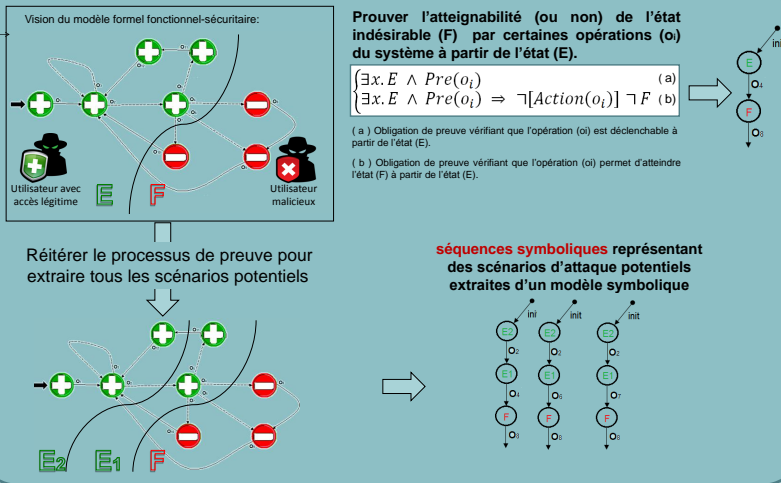 Vision du modèle formel fonctionnel-sécuritaire:
Utilisateur avec
accès légitime
E
F
Utilisateur
malicieux
Prouver l'atteignabilité (ou non) de l'état
indésirable (F) par certaines opérations (oᵢ)
du système à partir de l'état (E).
∃x. E ∧ Pre(oᵢ) (a)
∃x. E ∧ Pre(oᵢ) ⇒ ¬[Action(oᵢ)] ¬ F (b)
( a ) Obligation de preuve vérifiant que l'opération (oi) est déclenchable à
partir de l'état (E).
( b ) Obligation de preuve vérifiant que l'opération (oi) permet d'atteindre
l'état (F) à partir de l'état (E).
init
E
O₄
F
O₈
Réitérer le processus de preuve pour
extraire tous les scénarios potentiels
E2
E1
F
séquences symboliques représentant
des scénarios d'attaque potentiels
extraites d'un modèle symbolique
init init init
E2 E2 E2
O₂ O₂ O₂
E1 E1 E1
O₄ O₆ O₇
F F F
O₈ O₈ O₈